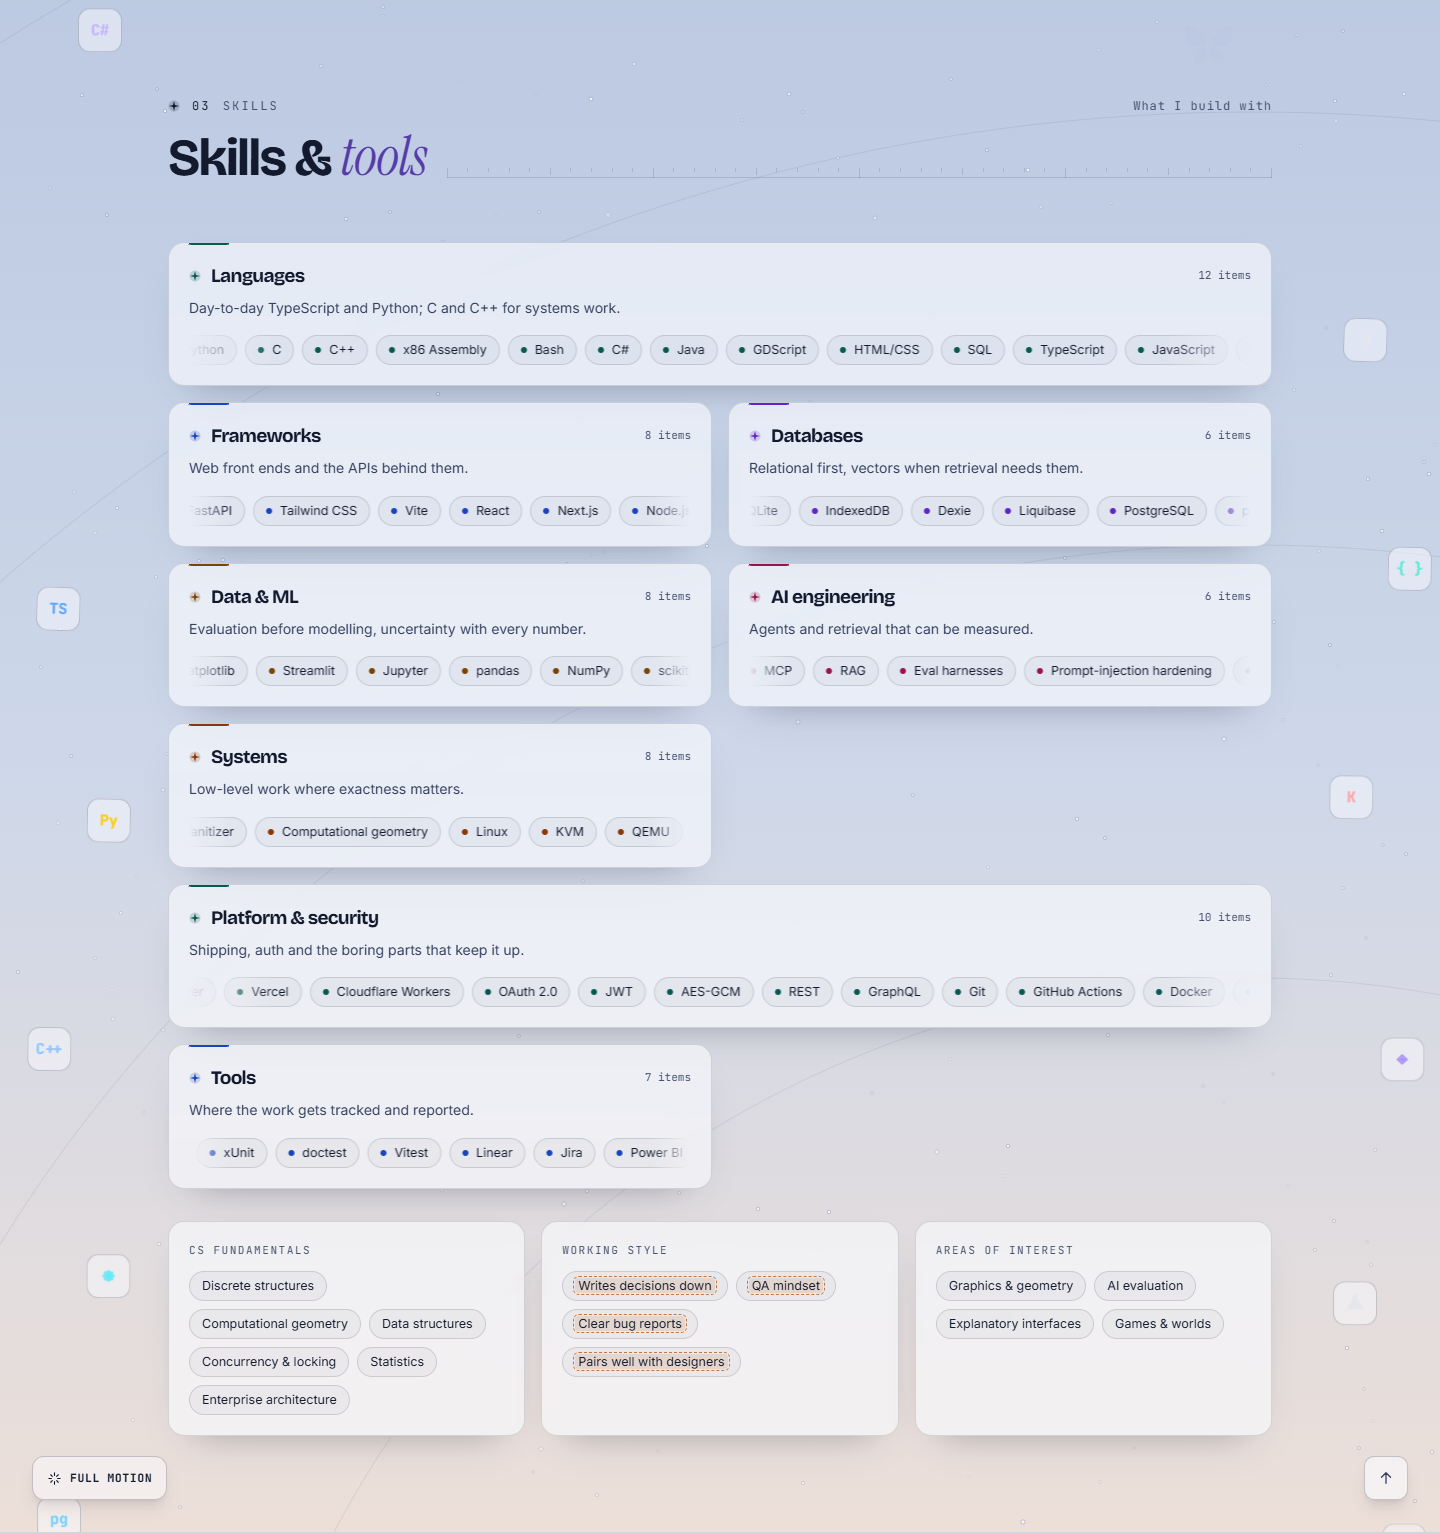 C#
03 SKILLS
What I build with
Skills & tools
Languages
12 items
Day-to-day TypeScript and Python; C and C++ for systems work.
C
C++
x86 Assembly
Bash
C#
Java
GDScript
HTML/CSS
SQL
TypeScript
JavaScript
Frameworks
8 items
Web front ends and the APIs behind them.
FastAPI
Tailwind CSS
Vite
React
Next.js
Node.js
Databases
6 items
Relational first, vectors when retrieval needs them.
IndexedDB
Dexie
Liquibase
PostgreSQL
{ }
Data & ML
8 items
Evaluation before modelling, uncertainty with every number.
Streamlit
Jupyter
pandas
NumPy
scikit
AI engineering
6 items
Agents and retrieval that can be measured.
MCP
RAG
Eval harnesses
Prompt-injection hardening
TS
Systems
8 items
Low-level work where exactness matters.
Computational geometry
Linux
KVM
QEMU
K
Py
Platform & security
10 items
Shipping, auth and the boring parts that keep it up.
Vercel
Cloudflare Workers
OAuth 2.0
JWT
AES-GCM
REST
GraphQL
Git
GitHub Actions
Docker
C++
Tools
7 items
Where the work gets tracked and reported.
xUnit
doctest
Vitest
Linear
Jira
Power BI
CS FUNDAMENTALS
Discrete structures
Computational geometry
Data structures
Concurrency & locking
Statistics
Enterprise architecture
WORKING STYLE
Writes decisions down
QA mindset
Clear bug reports
Pairs well with designers
AREAS OF INTEREST
Graphics & geometry
AI evaluation
Explanatory interfaces
Games & worlds
FULL MOTION
pg